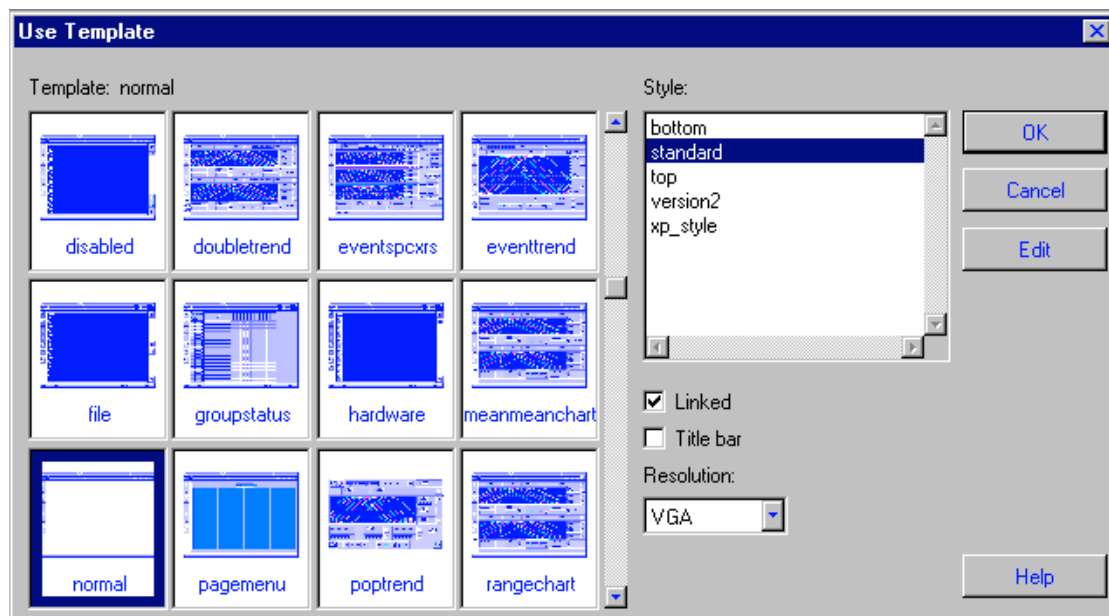 Use Template
Template: normal
disabled
doubletrend
eventspcxrs
eventtrend
file
groupstatus
hardware
meanmeanchart
normal
pagemenu
poptrend
rangechart
Style:
bottom
standard
top
version2
xp_style
Linked
Title bar
Resolution:
VGA
OK
Cancel
Edit
Help